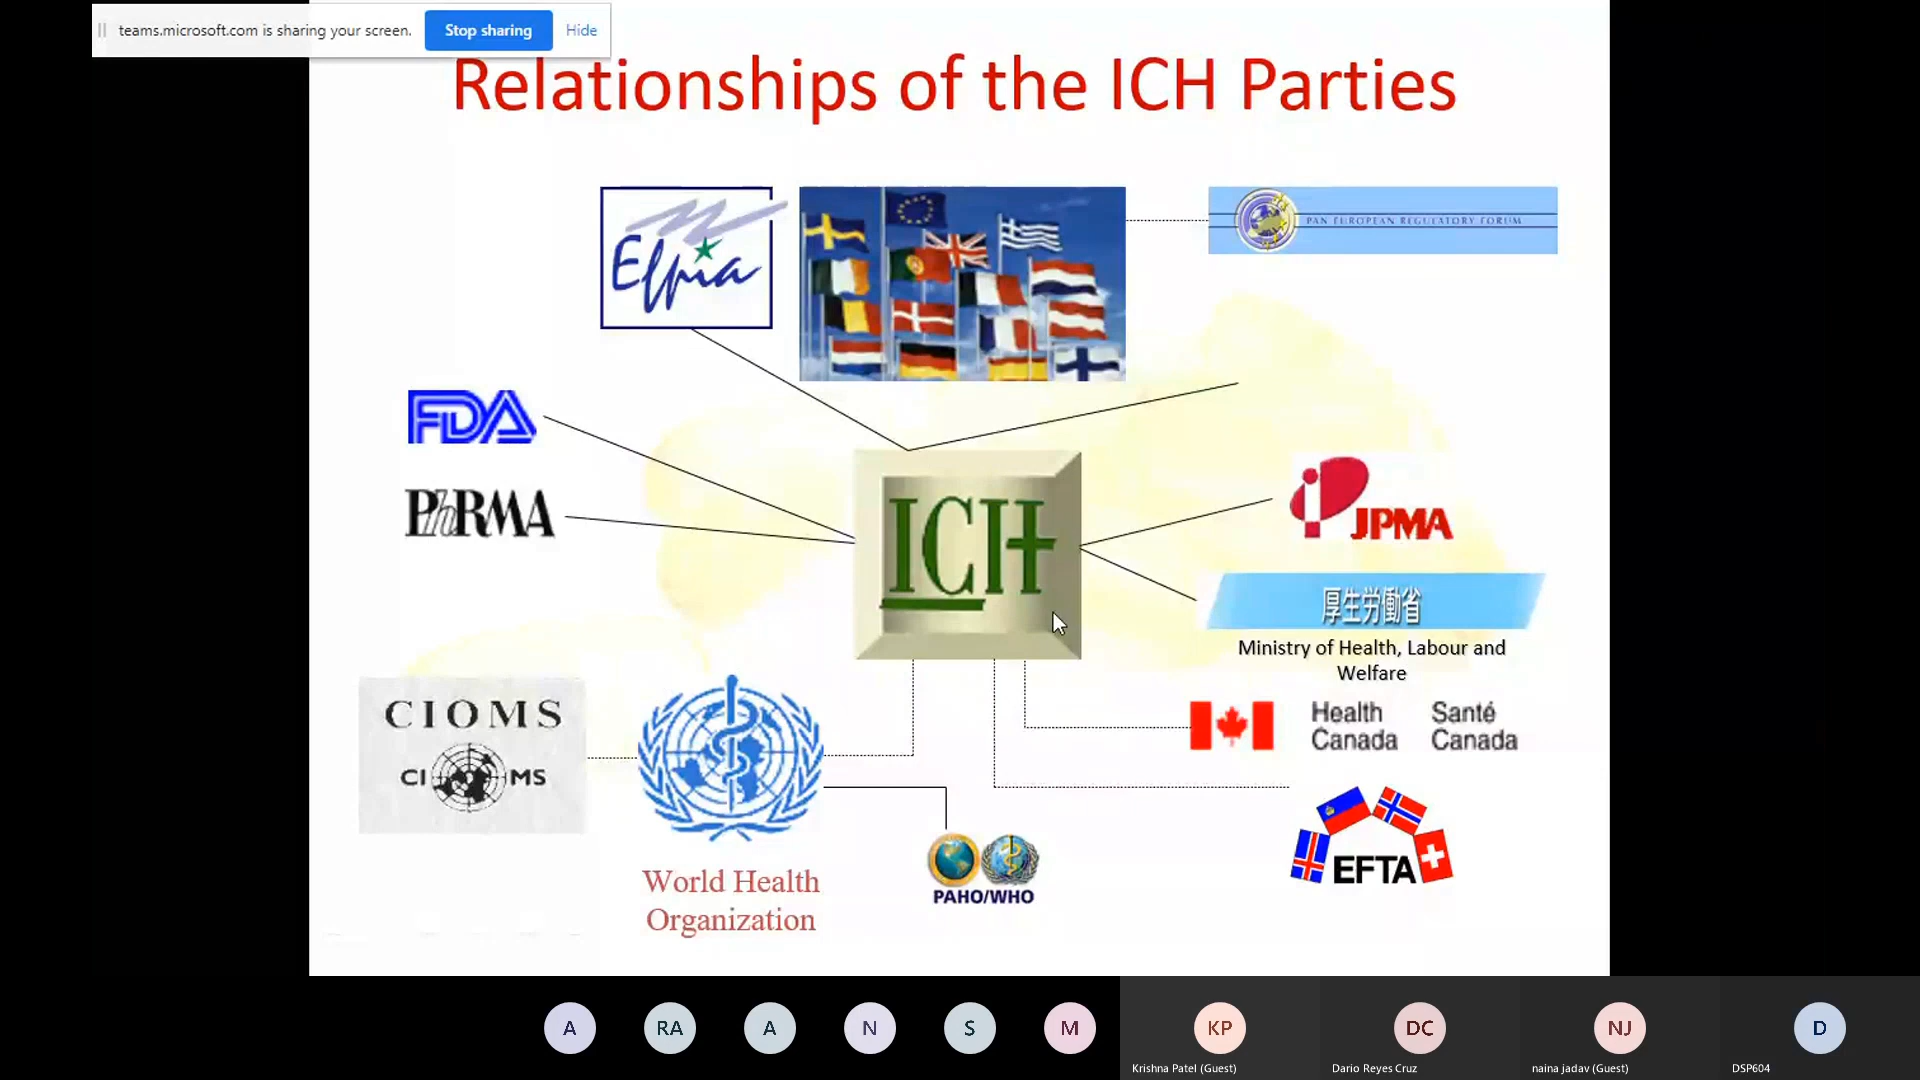 teams.microsoft.com is sharing your screen.
Stop sharing
Hide
Relationships of the ICH Parties
Efpia
PAN EUROPEAN REGULATORY FORUM
FDA
PhRMA
ICH
JPMA
厚生労働省
Ministry of Health, Labour and
Welfare
CIOMS
CI MS
Health
Canada
Santé
Canada
World Health
Organization
PAHO/WHO
EFTA
A
RA
A
N
S
M
KP
DC
NJ
D
Krishna Patel (Guest)
Dario Reyes Cruz
naina jadav (Guest)
DSP604